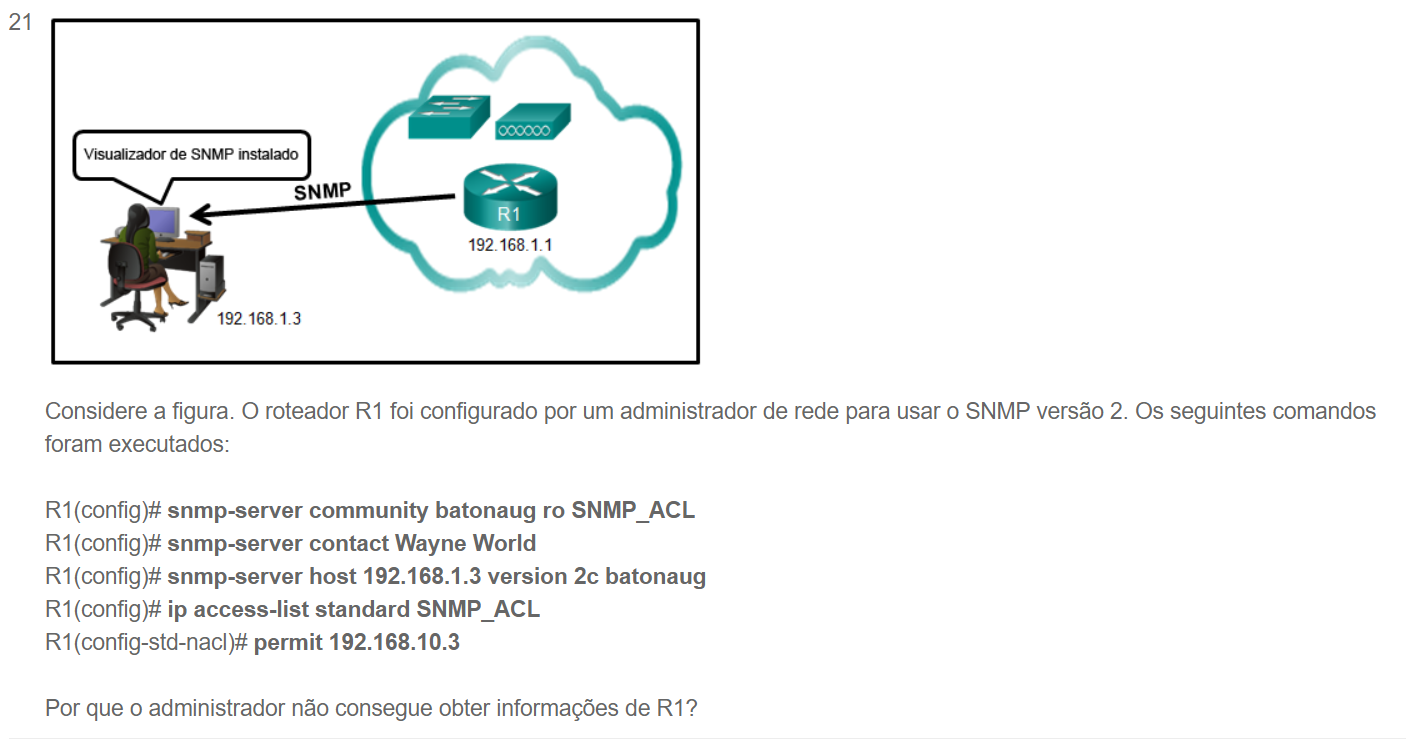 21
Visualizador de SNMP instalado
SNMP
R1
192.168.1.1
192.168.1.3
Considere a figura. O roteador R1 foi configurado por um administrador de rede para usar o SNMP versão 2. Os seguintes comandos
foram executados:
R1(config)# snmp-server community batonaug ro SNMP_ACL
R1(config)# snmp-server contact Wayne World
R1(config)# snmp-server host 192.168.1.3 version 2c batonaug
R1(config)# ip access-list standard SNMP_ACL
R1(config-std-nacl)# permit 192.168.10.3
Por que o administrador não consegue obter informações de R1?